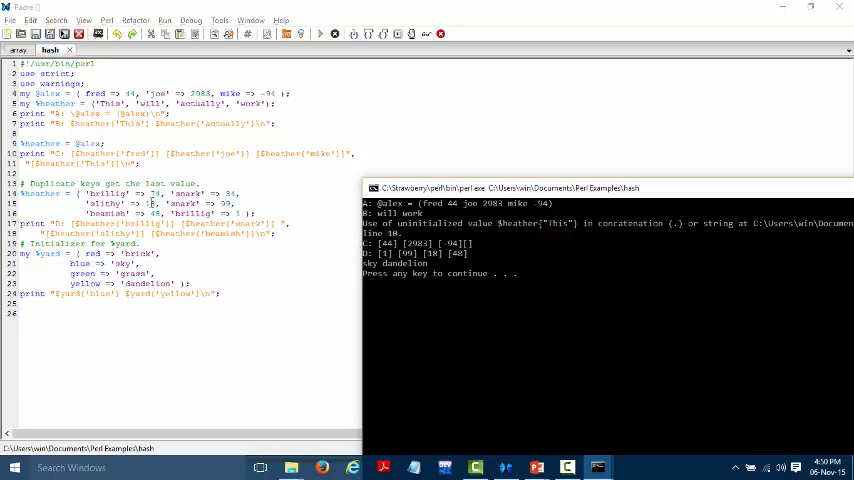 Padre []
File Edit Search View Perl Refactor Run Debug Tools Window Help
array hash
1 #!/usr/bin/perl
2 use strict;
3 use warnings;
4 my @alex = ( fred => 44, 'joe' => 2983, mike => -94 );
5 my %heather = ('This', 'will', 'actually', 'work');
6 print "A: \@alex = (@alex)\n";
7 print "B: $heather{'This'} $heather{'actually'}\n";
8
9 %heather = @alex;
10 print "C: [$heather{'fred'}] [$heather{'joe'}] [$heather{'mike'}]",
11 "[$heather{'This'}]\n";
12
13 # Duplicate keys get the last value.
14 %heather = ( 'brillig' => 74, 'snark' => 34,
15 'slithy' => 18, 'snark' => 99,
16 'beamish' => 48, 'brillig' => 1 );
17 print "D: [$heather{'brillig'}] [$heather{'snark'}] ",
18 "[$heather{'slithy'}] [$heather{'beamish'}]\n";
19 # Initializer for %yard.
20 my %yard = ( red => 'brick',
21 blue => 'sky',
22 green => 'grass',
23 yellow => 'dandelion' );
24 print "$yard{'blue'} $yard{'yellow'}\n";
25
26
C:\Users\win\Documents\Perl Examples\hash
C:\Strawberry\perl\bin\perl.exe C:\Users\win\Documents\Perl Examples\hash
A: @alex = (fred 44 joe 2983 mike -94)
B: will work
Use of uninitialized value $heather{"This"} in concatenation (.) or string at C:\Users\win\Documents
line 10.
C: [44] [2983] [-94][]
D: [1] [99] [18] [48]
sky dandelion
Press any key to continue . . .
Search Windows
DEV
4:50 PM
06-Nov-15